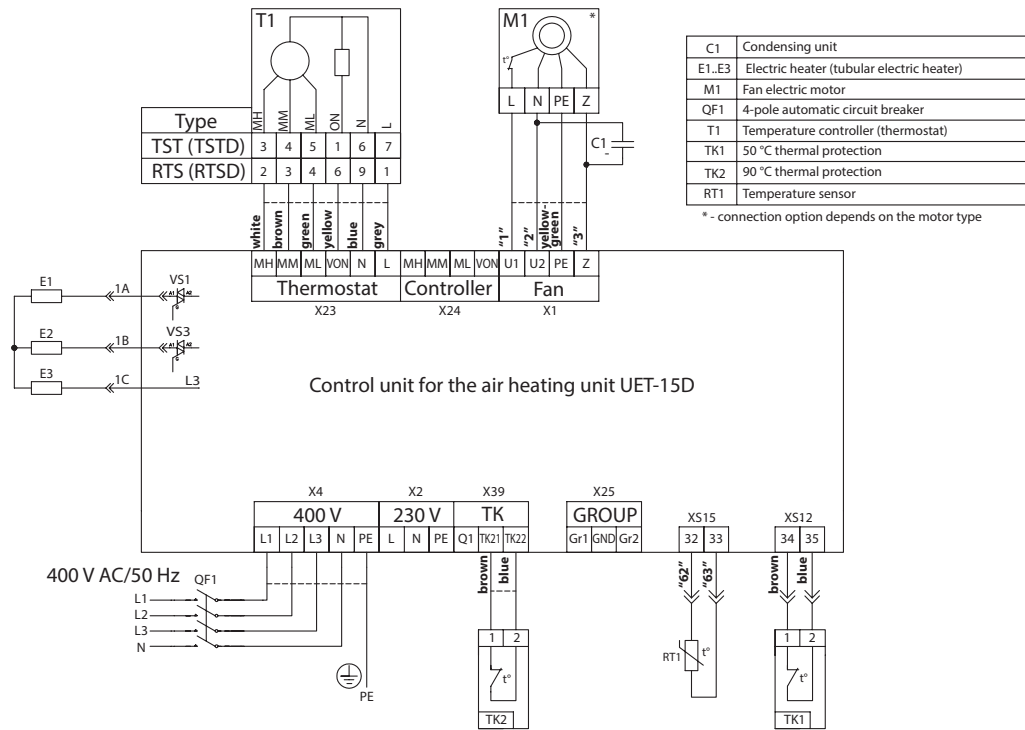 T1
M1
*
t°
L N PE Z
C1
C1 Condensing unit
E1..E3 Electric heater (tubular electric heater)
M1 Fan electric motor
QF1 4-pole automatic circuit breaker
T1 Temperature controller (thermostat)
TK1 50 °C thermal protection
TK2 90 °C thermal protection
RT1 Temperature sensor
* - connection option depends on the motor type
MH MM ML ON N L
Type
TST (TSTD) 3 4 5 1 6 7
RTS (RTSD) 2 3 4 6 9 1
white brown green yellow blue grey
"1" "2" yellow-green "3"
MH MM ML VON N L MH MM ML VON U1 U2 PE Z
Thermostat Controller Fan
X23 X24 X1
E1 1A VS1
A1 A2
G
E2 1B VS3
A1 A2
G
E3 1C L3
Control unit for the air heating unit UET-15D
X4 X2 X39 X25
400 V 230 V TK GROUP XS15 XS12
L1 L2 L3 N PE L N PE Q1 TK21 TK22 Gr1 GND Gr2 32 33 34 35
brown blue "62" "63" brown blue
400 V AC/50 Hz QF1
L1
L2
L3
N
PE
1 2
t°
TK2
RT1 t°
1 2
t°
TK1